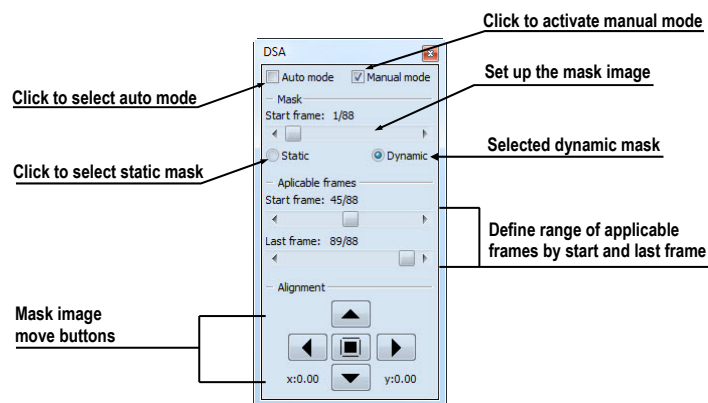 Click to activate manual mode
DSA
Auto mode
Manual mode
Set up the mask image
Click to select auto mode
Mask
Start frame: 1/88
Selected dynamic mask
Static
Dynamic
Click to select static mask
Aplicable frames
Start frame: 45/88
Define range of applicable
frames by start and last frame
Last frame: 89/88
Alignment
Mask image
move buttons
x:0.00
y:0.00